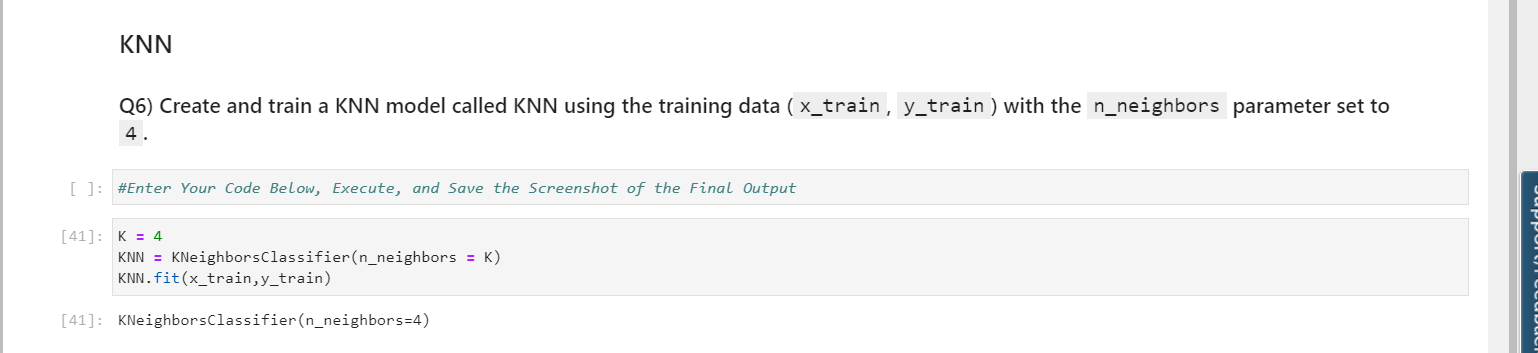 KNN
Q6) Create and train a KNN model called KNN using the training data ( x_train , y_train ) with the n_neighbors parameter set to
4 .
[ ]: #Enter Your Code Below, Execute, and Save the Screenshot of the Final Output
[41]: K = 4
KNN = KNeighborsClassifier(n_neighbors = K)
KNN.fit(x_train,y_train)
[41]: KNeighborsClassifier(n_neighbors=4)